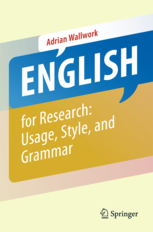 Adrian Wallwork
ENGLISH
for Research:
Usage, Style, and
Grammar
Springer